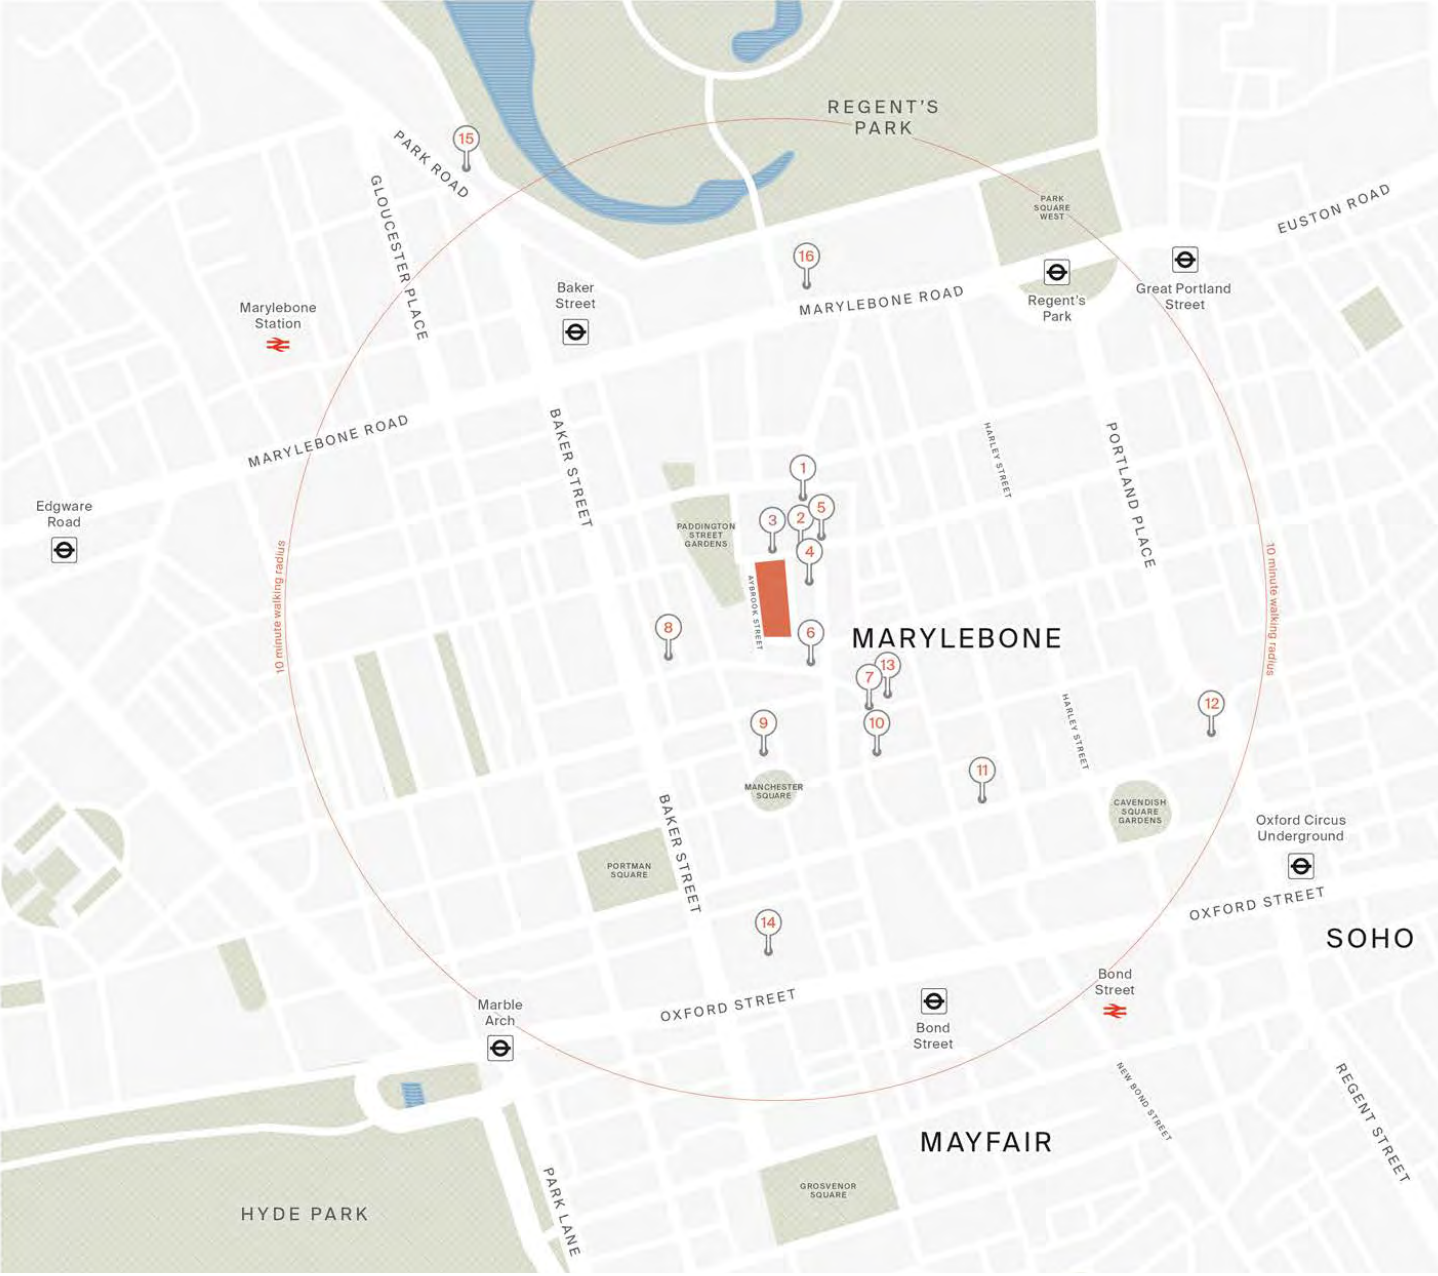 REGENT'S
PARK
15
PARK ROAD
GLOUCESTER PLACE
PARK
SQUARE
WEST
EUSTON ROAD
16
Baker
Street
MARYLEBONE ROAD
Regent's
Park
Great Portland
Street
Marylebone
Station
MARYLEBONE ROAD
BAKER STREET
HARLEY STREET
PORTLAND PLACE
1
Edgware
Road
3
2
5
4
PADDINGTON
STREET
GARDENS
AYBROOK STREET
10 minute walking radius
10 minute walking radius
8
6
MARYLEBONE
7
13
9
10
12
HARLEY STREET
11
MANCHESTER
SQUARE
CAVENDISH
SQUARE
GARDENS
BAKER STREET
Oxford Circus
Underground
PORTMAN
SQUARE
OXFORD STREET
14
SOHO
Bond
Street
Marble
Arch
OXFORD STREET
Bond
Street
NEW BOND STREET
REGENT STREET
MAYFAIR
PARK LANE
GROSVENOR
SQUARE
HYDE PARK